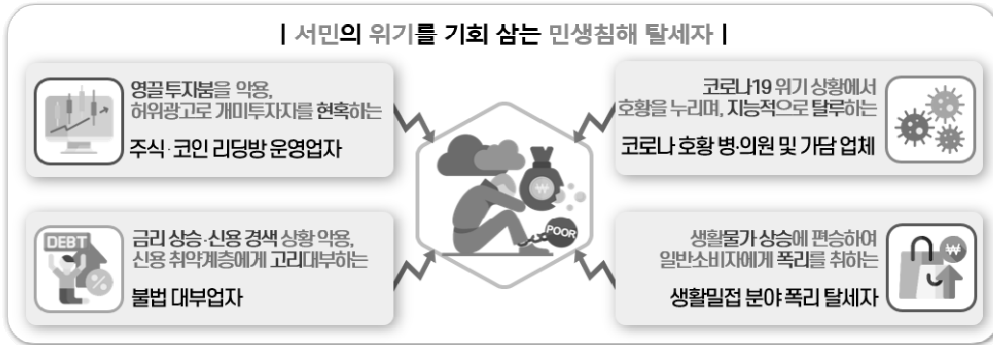 | 서민의 위기를 기회 삼는 민생침해 탈세자 |
영끌 투자붐을 악용,
허위광고로 개미투자자를 현혹하는
주식·코인 리딩방 운영업자
코로나19 위기 상황에서
호황을 누리며, 지능적으로 탈루하는
코로나 호황 병·의원 및 가담 업체
₩
POOR
DEBT
%
금리 상승·신용 경색 상황 악용,
신용 취약계층에게 고리대부하는
불법 대부업자
생활물가 상승에 편승하여
일반소비자에게 폭리를 취하는
생활밀접 분야 폭리 탈세자
₩